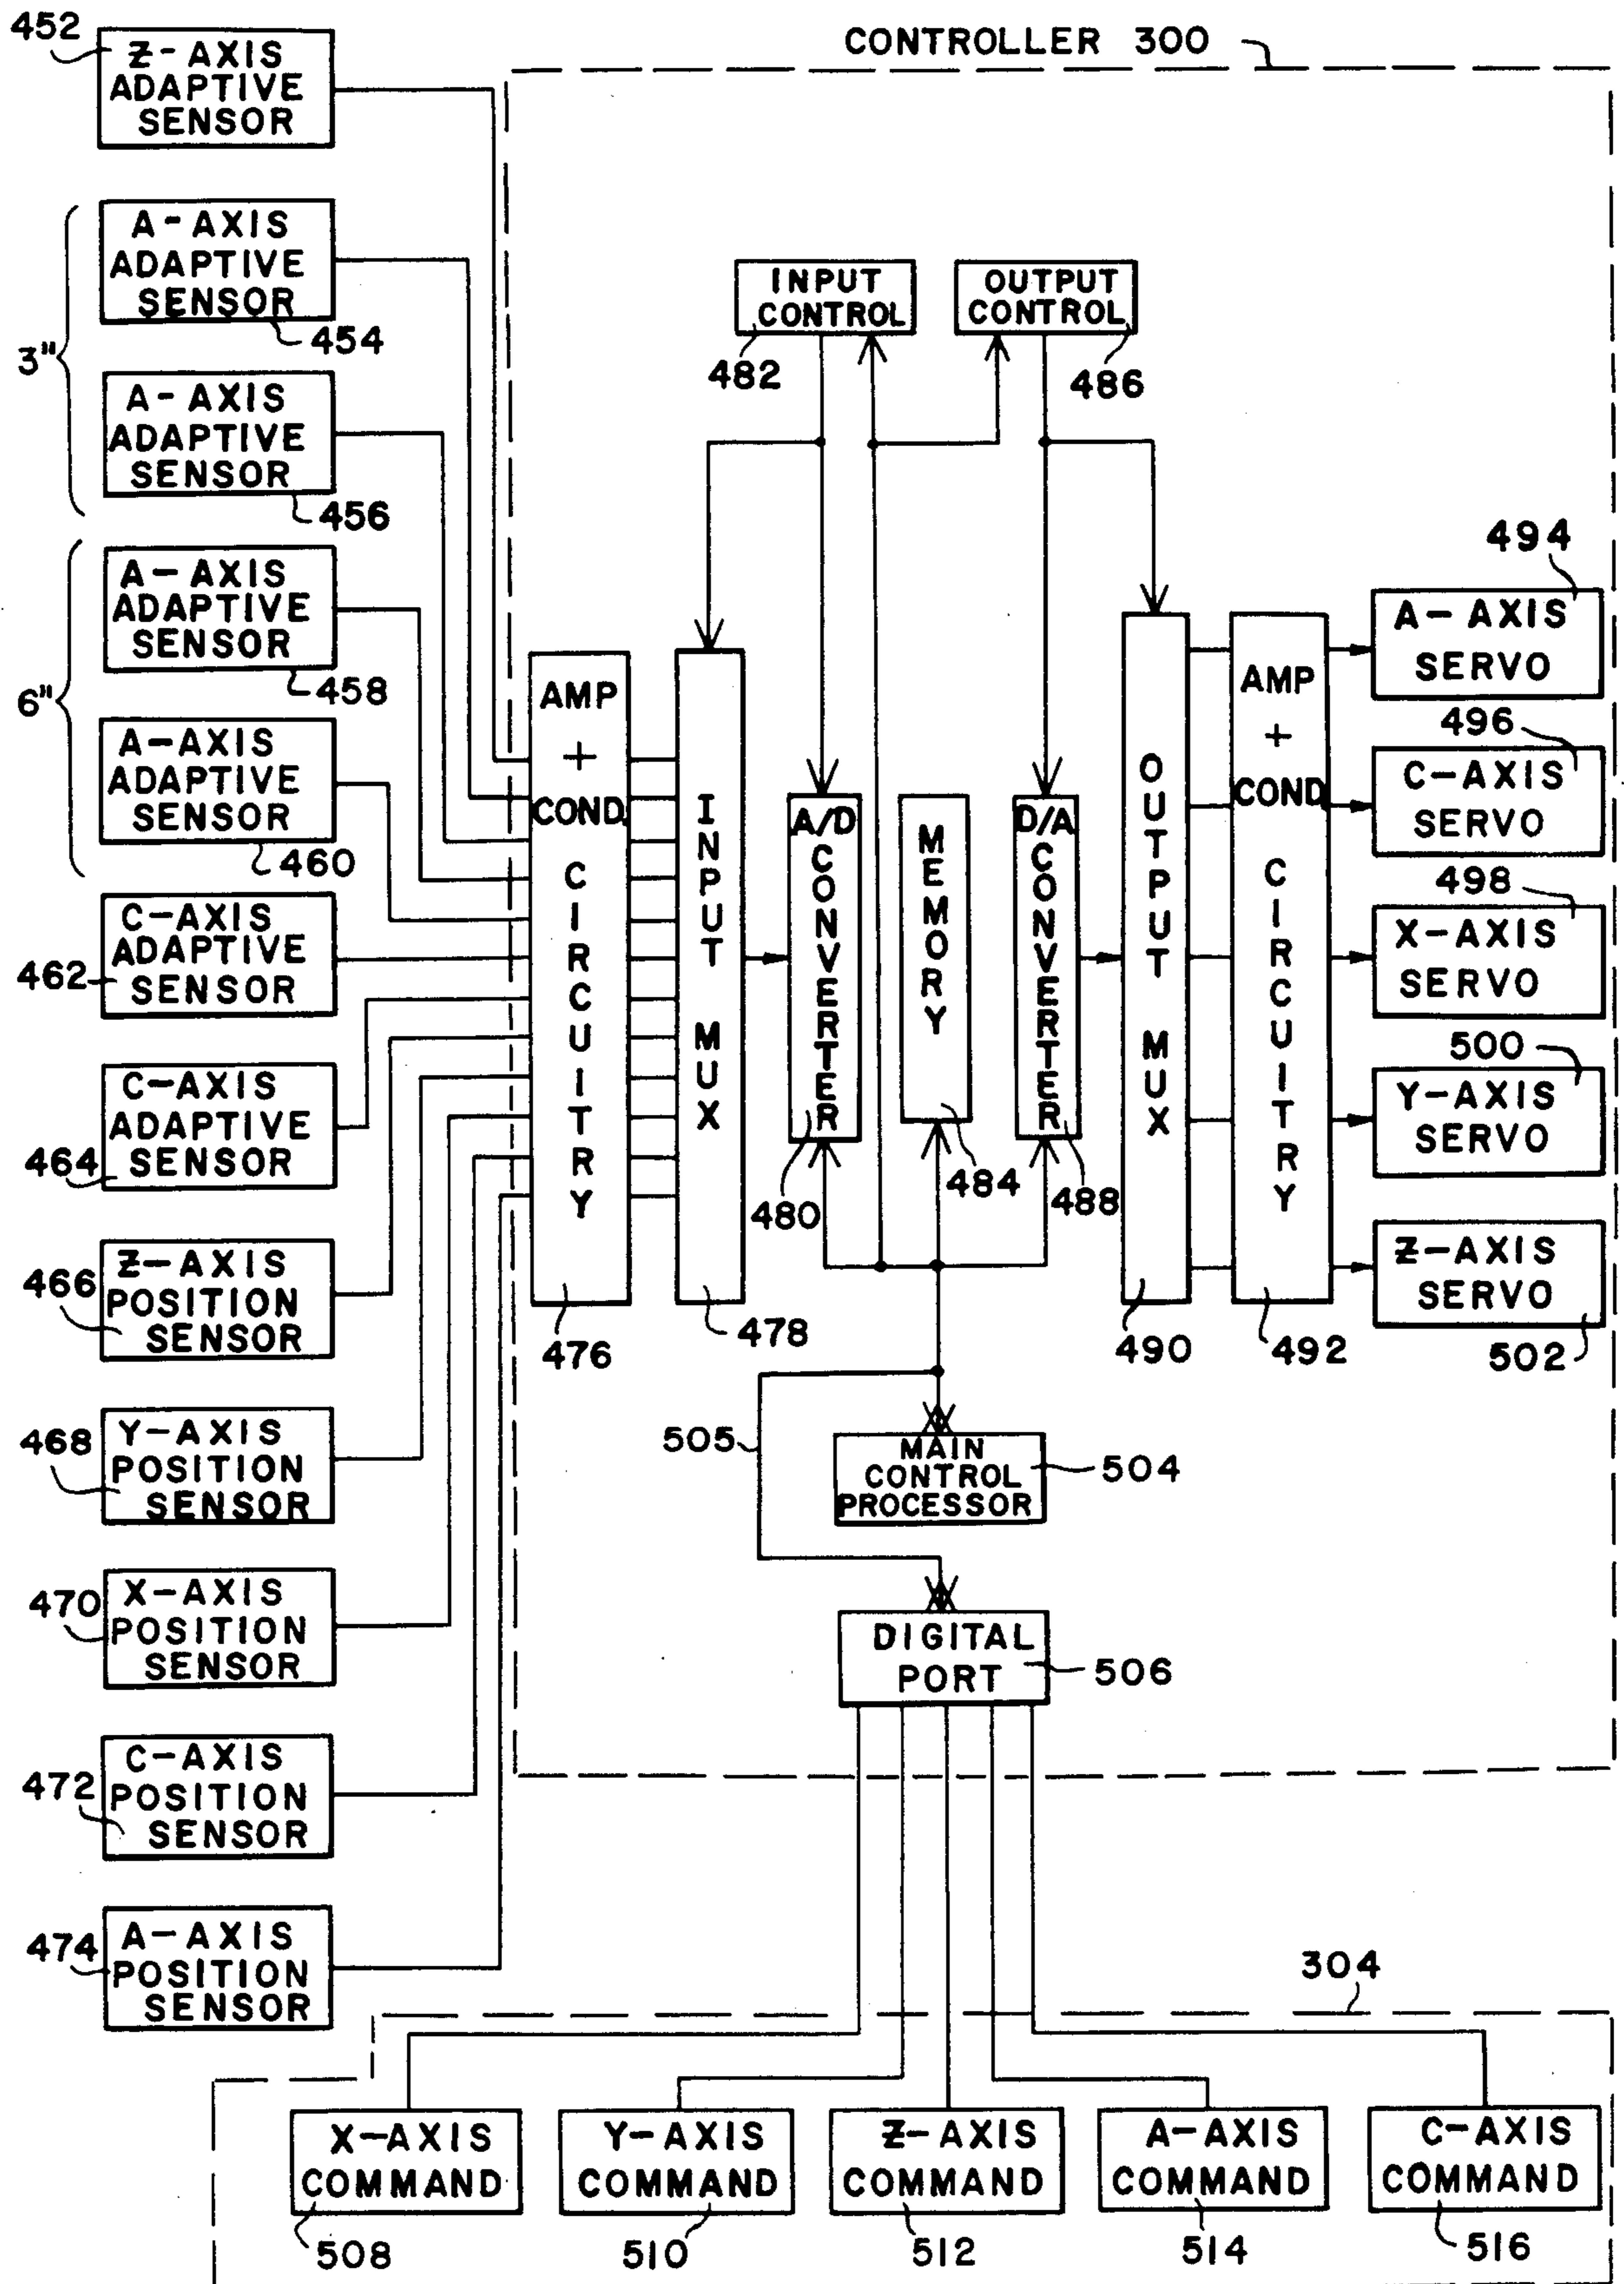 452
Z-AXIS
ADAPTIVE
SENSOR
CONTROLLER 300
3"
A-AXIS
ADAPTIVE
SENSOR
454
A-AXIS
ADAPTIVE
SENSOR
456
6"
A-AXIS
ADAPTIVE
SENSOR
458
A-AXIS
ADAPTIVE
SENSOR
460
C-AXIS
ADAPTIVE
SENSOR
462
C-AXIS
ADAPTIVE
SENSOR
464
Z-AXIS
POSITION
SENSOR
466
Y-AXIS
POSITION
SENSOR
468
X-AXIS
POSITION
SENSOR
470
C-AXIS
POSITION
SENSOR
472
A-AXIS
POSITION
SENSOR
474
INPUT
CONTROL
482
OUTPUT
CONTROL
486
AMP
+
COND.
CIRCUITRY
476
INPUT MUX
478
A/D
CONVERTER
480
MEMORY
484
D/A
CONVERTER
488
OUTPUT MUX
490
AMP
+
COND
CIRCUITRY
492
494
A-AXIS
SERVO
496
C-AXIS
SERVO
498
X-AXIS
SERVO
500
Y-AXIS
SERVO
Z-AXIS
SERVO
502
505
MAIN
CONTROL
PROCESSOR
504
DIGITAL
PORT
506
304
X-AXIS
COMMAND
508
Y-AXIS
COMMAND
510
Z-AXIS
COMMAND
512
A-AXIS
COMMAND
514
C-AXIS
COMMAND
516